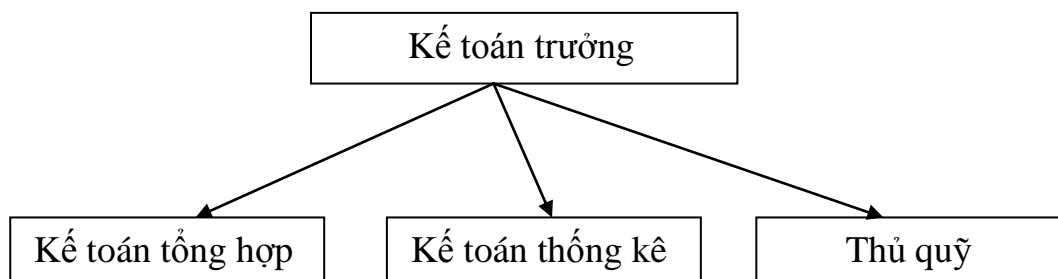 Kế toán trưởng
Kế toán tổng hợp
Kế toán thống kê
Thủ quỹ